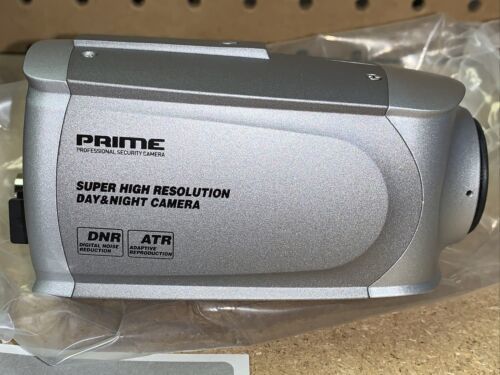 PRIME
PROFESSIONAL SECURITY CAMERA
SUPER HIGH RESOLUTION
DAY&NIGHT CAMERA
DNR
DIGITAL NOISE
REDUCTION
ATR
ADAPTIVE
REPRODUCTION